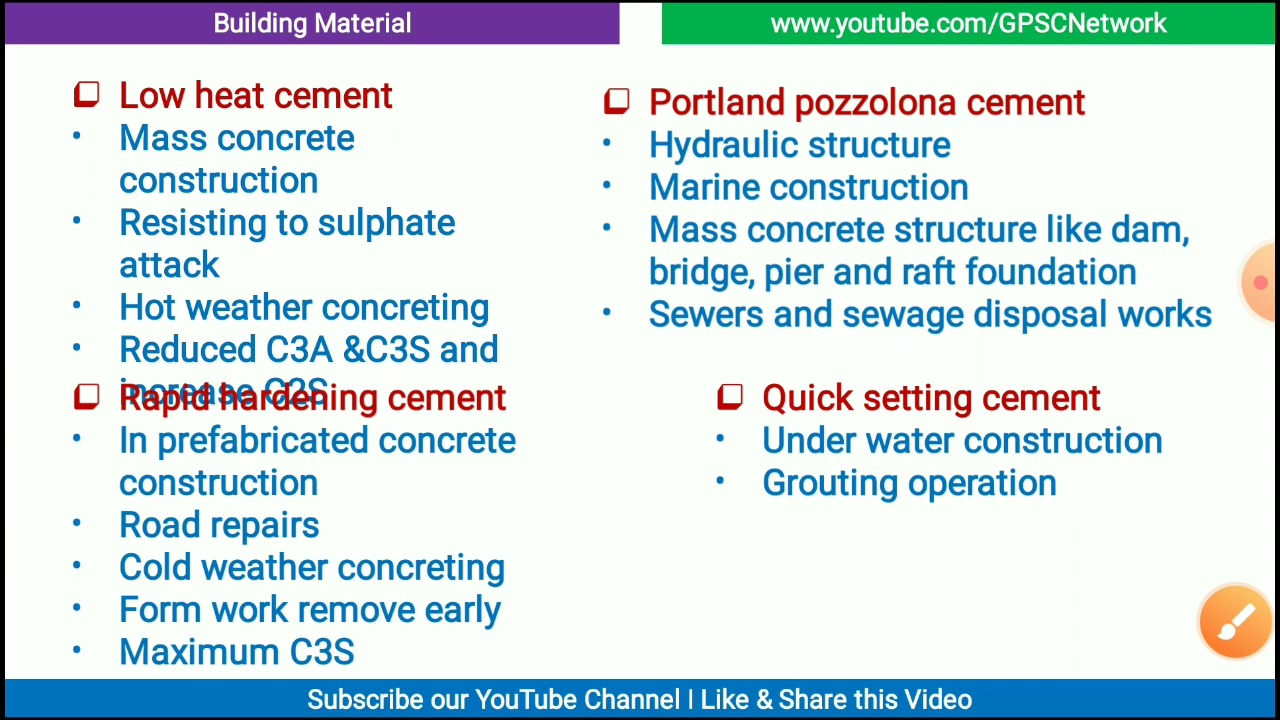 Building Material
www.youtube.com/GPSCNetwork
Low heat cement
• Mass concrete
construction
• Resisting to sulphate
attack
• Hot weather concreting
• Reduced C3A &C3S and
increase C2S
Rapid hardening cement
• In prefabricated concrete
construction
• Road repairs
• Cold weather concreting
• Form work remove early
• Maximum C3S
Portland pozzolona cement
• Hydraulic structure
• Marine construction
• Mass concrete structure like dam,
bridge, pier and raft foundation
• Sewers and sewage disposal works
Quick setting cement
• Under water construction
• Grouting operation
Subscribe our YouTube Channel I Like & Share this Video